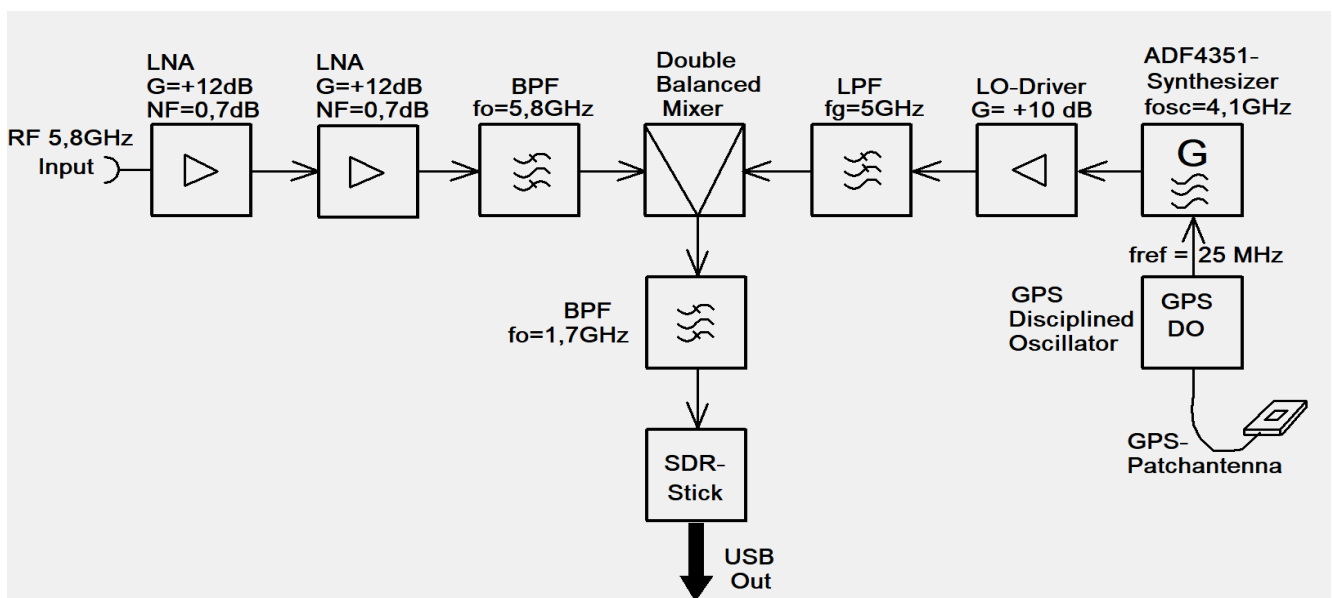 LNA
G=+12dB
NF=0,7dB
LNA
G=+12dB
NF=0,7dB
BPF
fo=5,8GHz
Double
Balanced
Mixer
LPF
fg=5GHz
LO-Driver
G= +10 dB
ADF4351-
Synthesizer
fosc=4,1GHz
RF 5,8GHz
Input
G
fref = 25 MHz
BPF
fo=1,7GHz
GPS
Disciplined
Oscillator
GPS
DO
GPS-
Patchantenna
SDR-
Stick
USB
Out